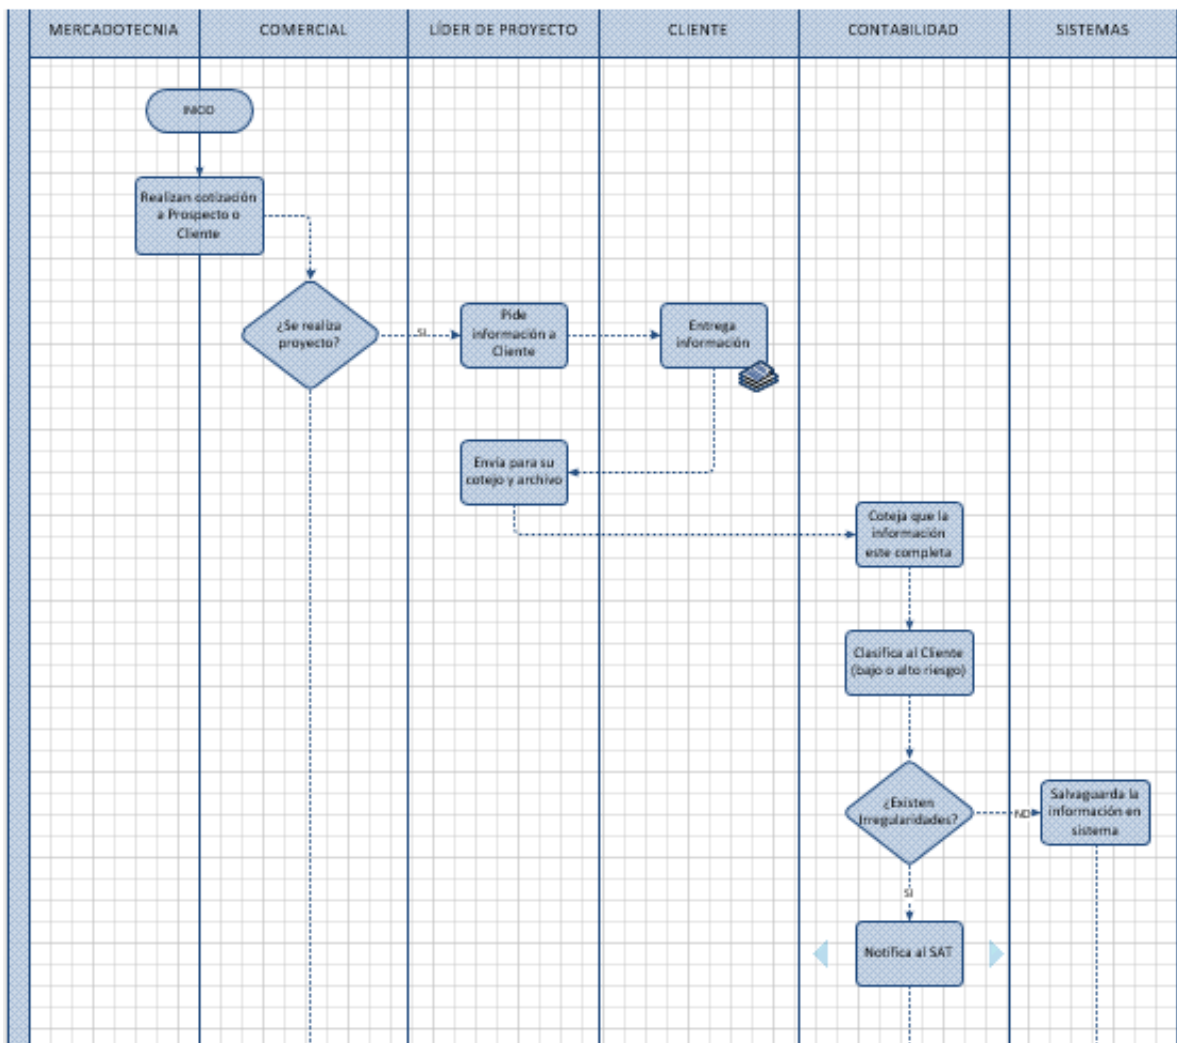 MERCADOTECNIA
COMERCIAL
LÍDER DE PROYECTO
CLIENTE
CONTABILIDAD
SISTEMAS
INICIO
Realizan cotización
a Prospecto o
Cliente
¿Se realiza
proyecto?
SI
Pide
información a
Cliente
Entrega
información
Envía para su
cotejo y archivo
Coteja que la
información
este completa
Clasifica al Cliente
(bajo o alto riesgo)
¿Existen
Irregularidades?
NO
Salvaguarda la
información en
sistema
SI
Notifica al SAT